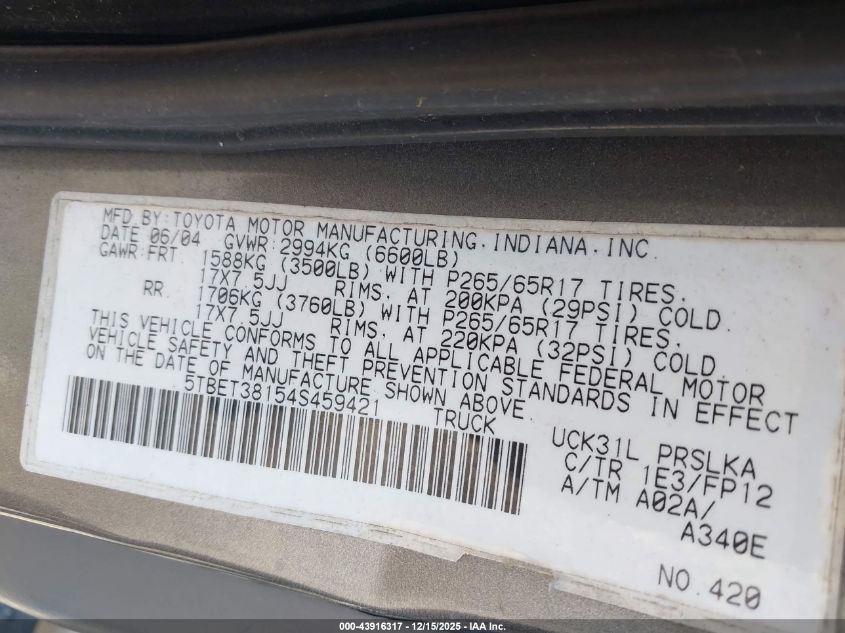 MFD.BY:TOYOTA MOTOR MANUFACTURING.INDIANA.INC.
DATE 06/04 GVWR:2994KG (6600LB)
GAWR:FRT 1588KG (3500LB) WITH P265/65R17 TIRES.
17X7.5JJ RIMS, AT 200KPA (29PSI) COLD.
RR. 1706KG (3760LB) WITH P265/65R17 TIRES.
17X7.5JJ RIMS, AT 220KPA (32PSI) COLD.
THIS VEHICLE CONFORMS TO ALL APPLICABLE FEDERAL MOTOR
VEHICLE SAFETY AND THEFT PREVENTION STANDARDS IN EFFECT
ON THE DATE OF MANUFACTURE SHOWN ABOVE.
5TBET38154S459421 TRUCK
UCK31L PRSLKA
C/TR 1E3/FP12
A/TM A02A/
A340E
NO.420
000-43916317 - 12/15/2025 - IAA Inc.